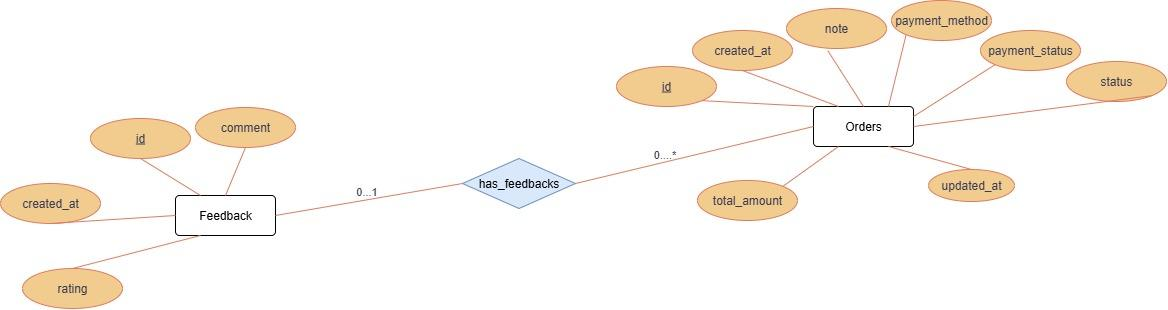 payment_method
note
created_at
payment_status
id
status
Orders
comment
id
0....*
has_feedbacks
updated_at
0...1
total_amount
created_at
Feedback
rating